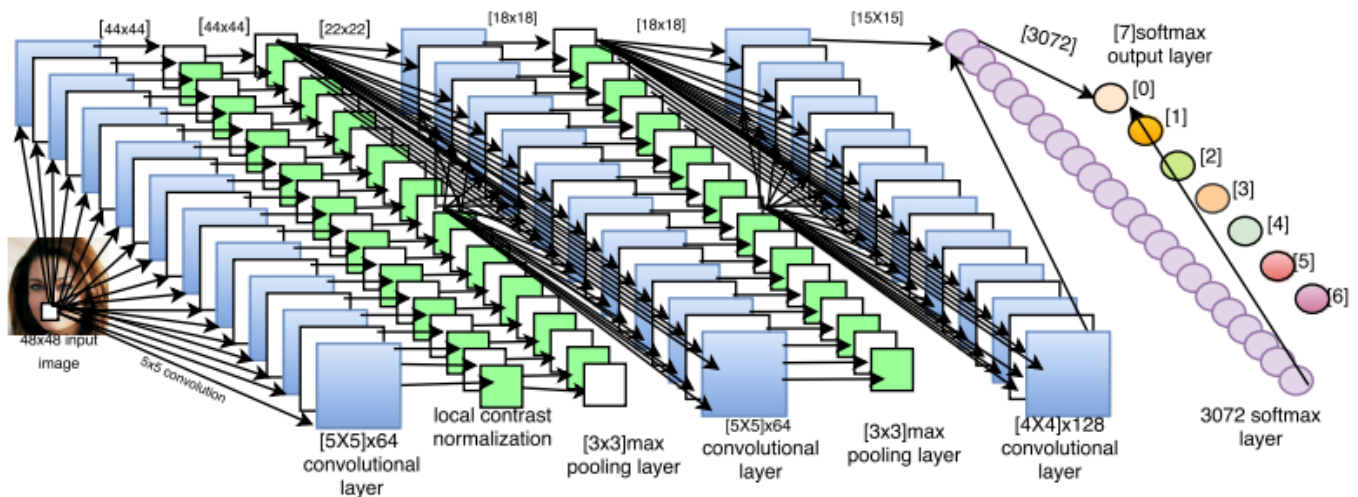 [44x44]
[44x44]
[22x22]
[18x18]
[18x18]
[15X15]
[3072]
[7]softmax
output layer
[0]
[1]
[2]
[3]
[4]
[5]
[6]
48x48 input
image
5x5 convolution
[5X5]x64
convolutional
layer
local contrast
normalization
[3x3]max
pooling layer
[5X5]x64
convolutional
layer
[3x3]max
pooling layer
[4X4]x128
convolutional
layer
3072 softmax
layer